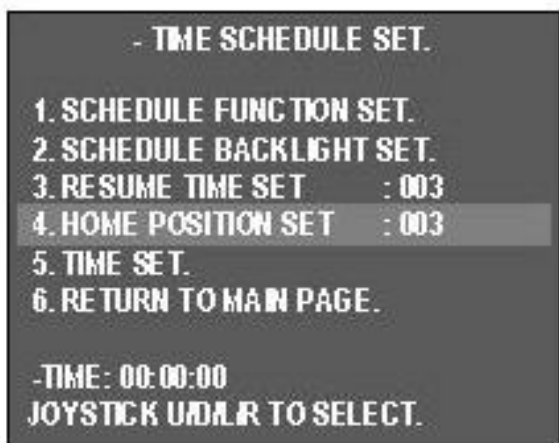 - TIME SCHEDULE SET.
1. SCHEDULE FUNCTION SET.
2. SCHEDULE BACKLIGHT SET.
3. RESUME TIME SET : 003
4. HOME POSITION SET : 003
5. TIME SET.
6. RETURN TO MAIN PAGE.
-TIME: 00:00:00
JOYSTICK U/D/L/R TO SELECT.